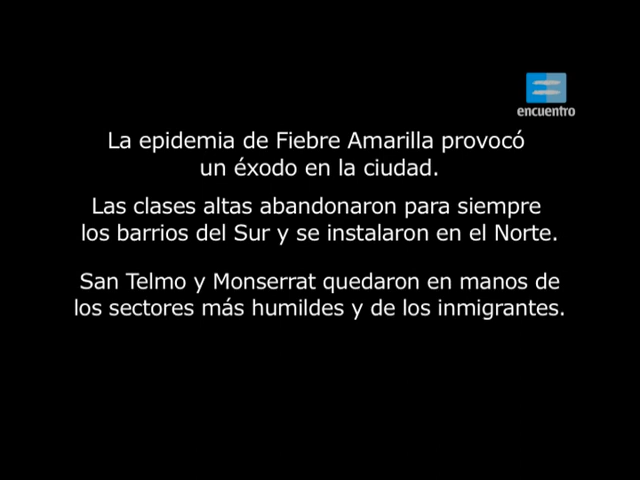 encuentro
La epidemia de Fiebre Amarilla provocó
un éxodo en la ciudad.
Las clases altas abandonaron para siempre
los barrios del Sur y se instalaron en el Norte.
San Telmo y Monserrat quedaron en manos de
los sectores más humildes y de los inmigrantes.